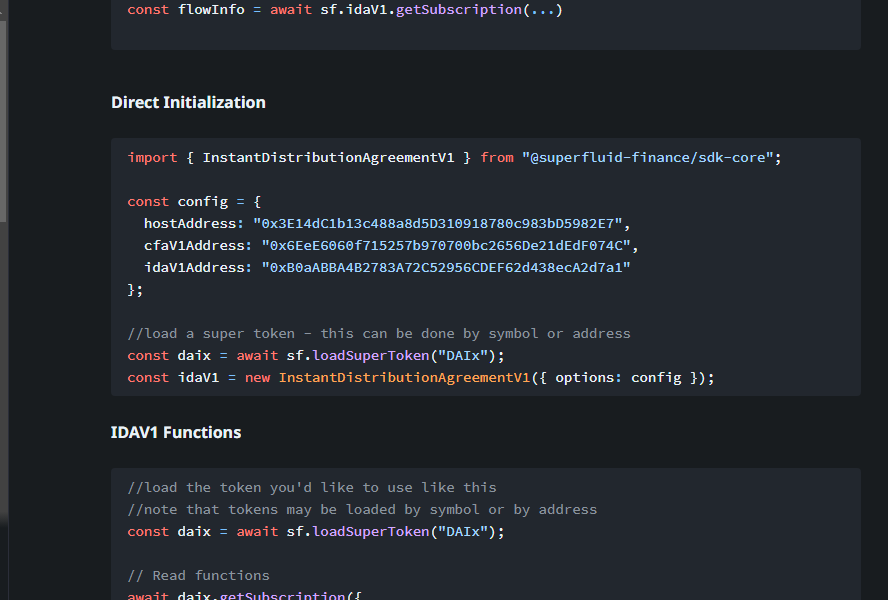 const flowInfo = await sf.idaV1.getSubscription(...)
Direct Initialization
import { InstantDistributionAgreementV1 } from "@superfluid-finance/sdk-core";
const config = {
hostAddress: "0x3E14dC1b13c488a8d5D310918780c983bD5982E7",
cfaV1Address: "0x6EeE6060f715257b970700bc2656De21dEdF074C",
idaV1Address: "0xB0aABBA4B2783A72C52956CDEF62d438ecA2d7a1"
};
//load a super token - this can be done by symbol or address
const daix = await sf.loadSuperToken("DAIx");
const idaV1 = new InstantDistributionAgreementV1({ options: config });
IDAV1 Functions
//load the token you'd like to use like this
//note that tokens may be loaded by symbol or by address
const daix = await sf.loadSuperToken("DAIx");
// Read functions
await daix.getSubscription({